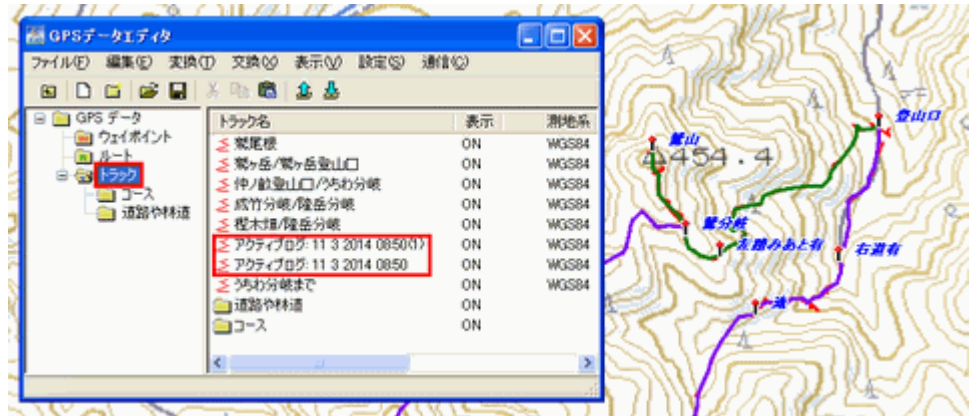 GPSデータエディタ
ファイル(F) 編集(E) 変換(T) 交換(X) 表示(V) 設定(S) 通信(C)
GPS データ
ウェイポイント
ルート
トラック
コース
道路や林道
トラック名 表示 測地系
鷲尾根 ON WGS84
鷲ヶ岳/鷲ヶ岳登山口 ON WGS84
仲ノ畝登山口/うちわ分岐 ON WGS84
成竹分岐/隆岳分岐 ON WGS84
樫木畑/隆岳分岐 ON WGS84
アクティブログ: 11 3 2014 08:50(1) ON WGS84
アクティブログ: 11 3 2014 08:50 ON WGS84
うちわ分岐まで ON WGS84
道路や林道 ON
コース ON
登山口
鷲山
454.4
鷲分岐
左踏みあと有
右道有